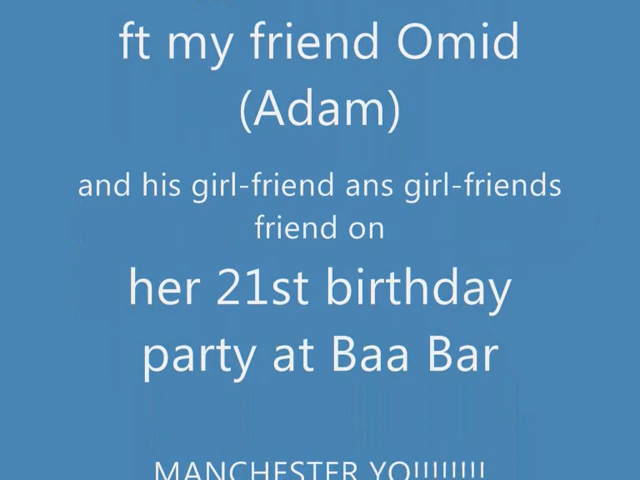 ft my friend Omid
(Adam)
and his girl-friend ans girl-friends
friend on
her 21st birthday
party at Baa Bar
MANCHESTER YO!!!!!!!!